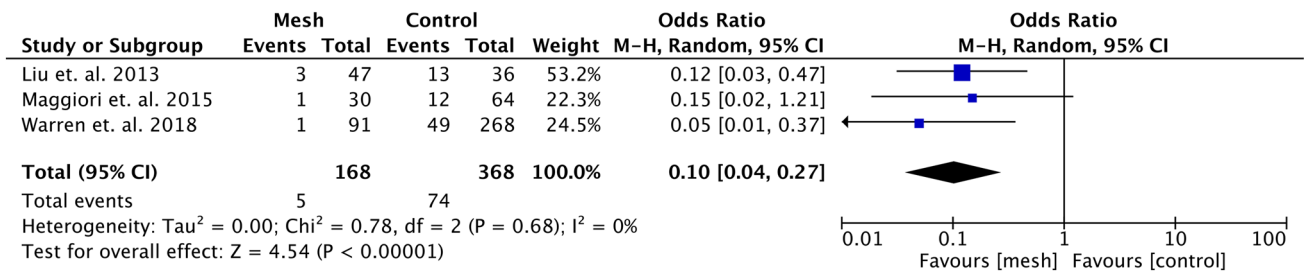 Mesh Control Odds Ratio Odds Ratio
Study or Subgroup Events Total Events Total Weight M-H, Random, 95% CI M-H, Random, 95% CI
Liu et. al. 2013 3 47 13 36 53.2% 0.12 [0.03, 0.47]
Maggiori et. al. 2015 1 30 12 64 22.3% 0.15 [0.02, 1.21]
Warren et. al. 2018 1 91 49 268 24.5% 0.05 [0.01, 0.37]
Total (95% CI) 168 368 100.0% 0.10 [0.04, 0.27]
Total events 5 74
Heterogeneity: Tau² = 0.00; Chi² = 0.78, df = 2 (P = 0.68); I² = 0%
Test for overall effect: Z = 4.54 (P < 0.00001)
0.01 0.1 1 10 100
Favours [mesh] Favours [control]